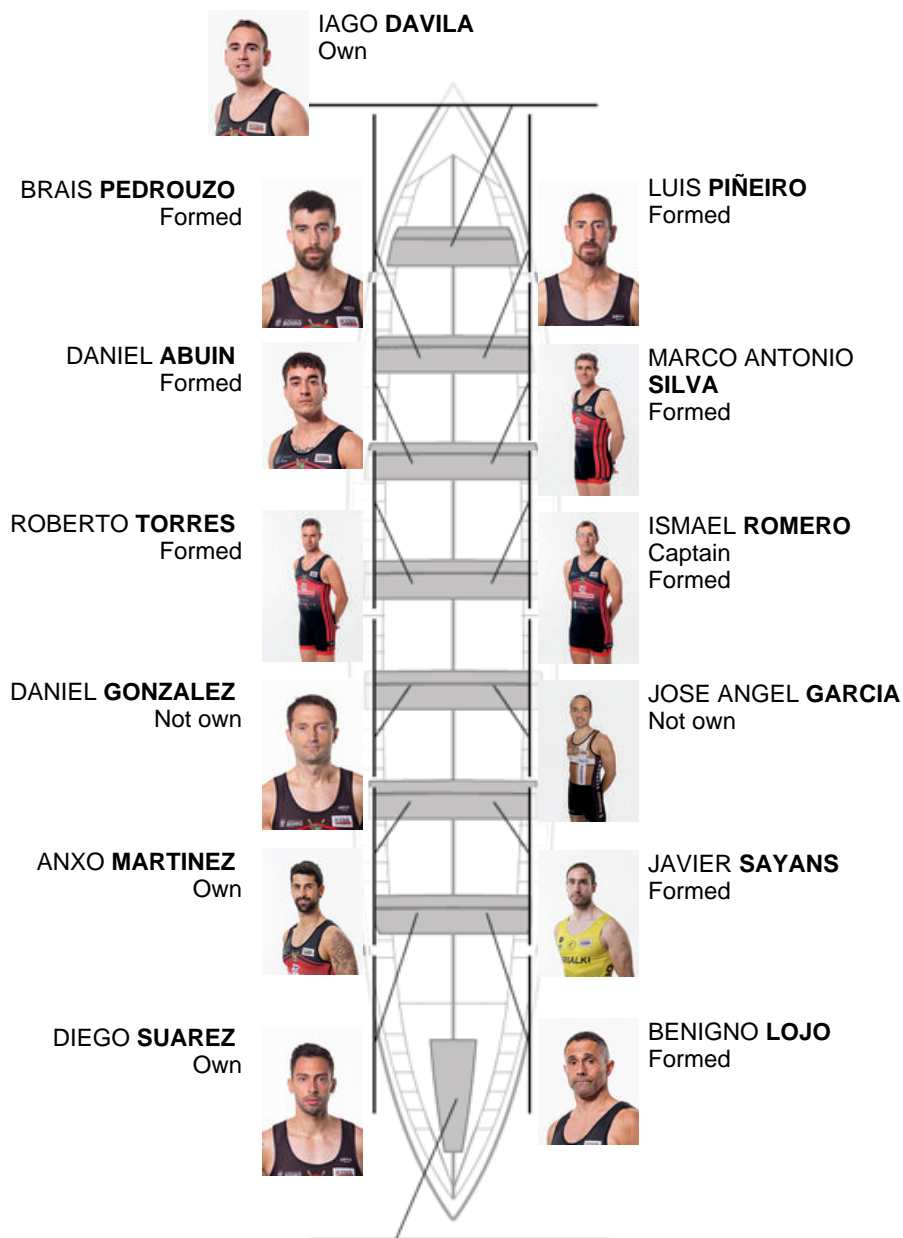 IAGO DAVILA
Own
BRAIS PEDROUZO
Formed
LUIS PIÑEIRO
Formed
DANIEL ABUIN
Formed
MARCO ANTONIO
SILVA
Formed
ROBERTO TORRES
Formed
ISMAEL ROMERO
Captain
Formed
DANIEL GONZALEZ
Not own
JOSE ANGEL GARCIA
Not own
ANXO MARTINEZ
Own
JAVIER SAYANS
Formed
DIEGO SUAREZ
Own
BENIGNO LOJO
Formed